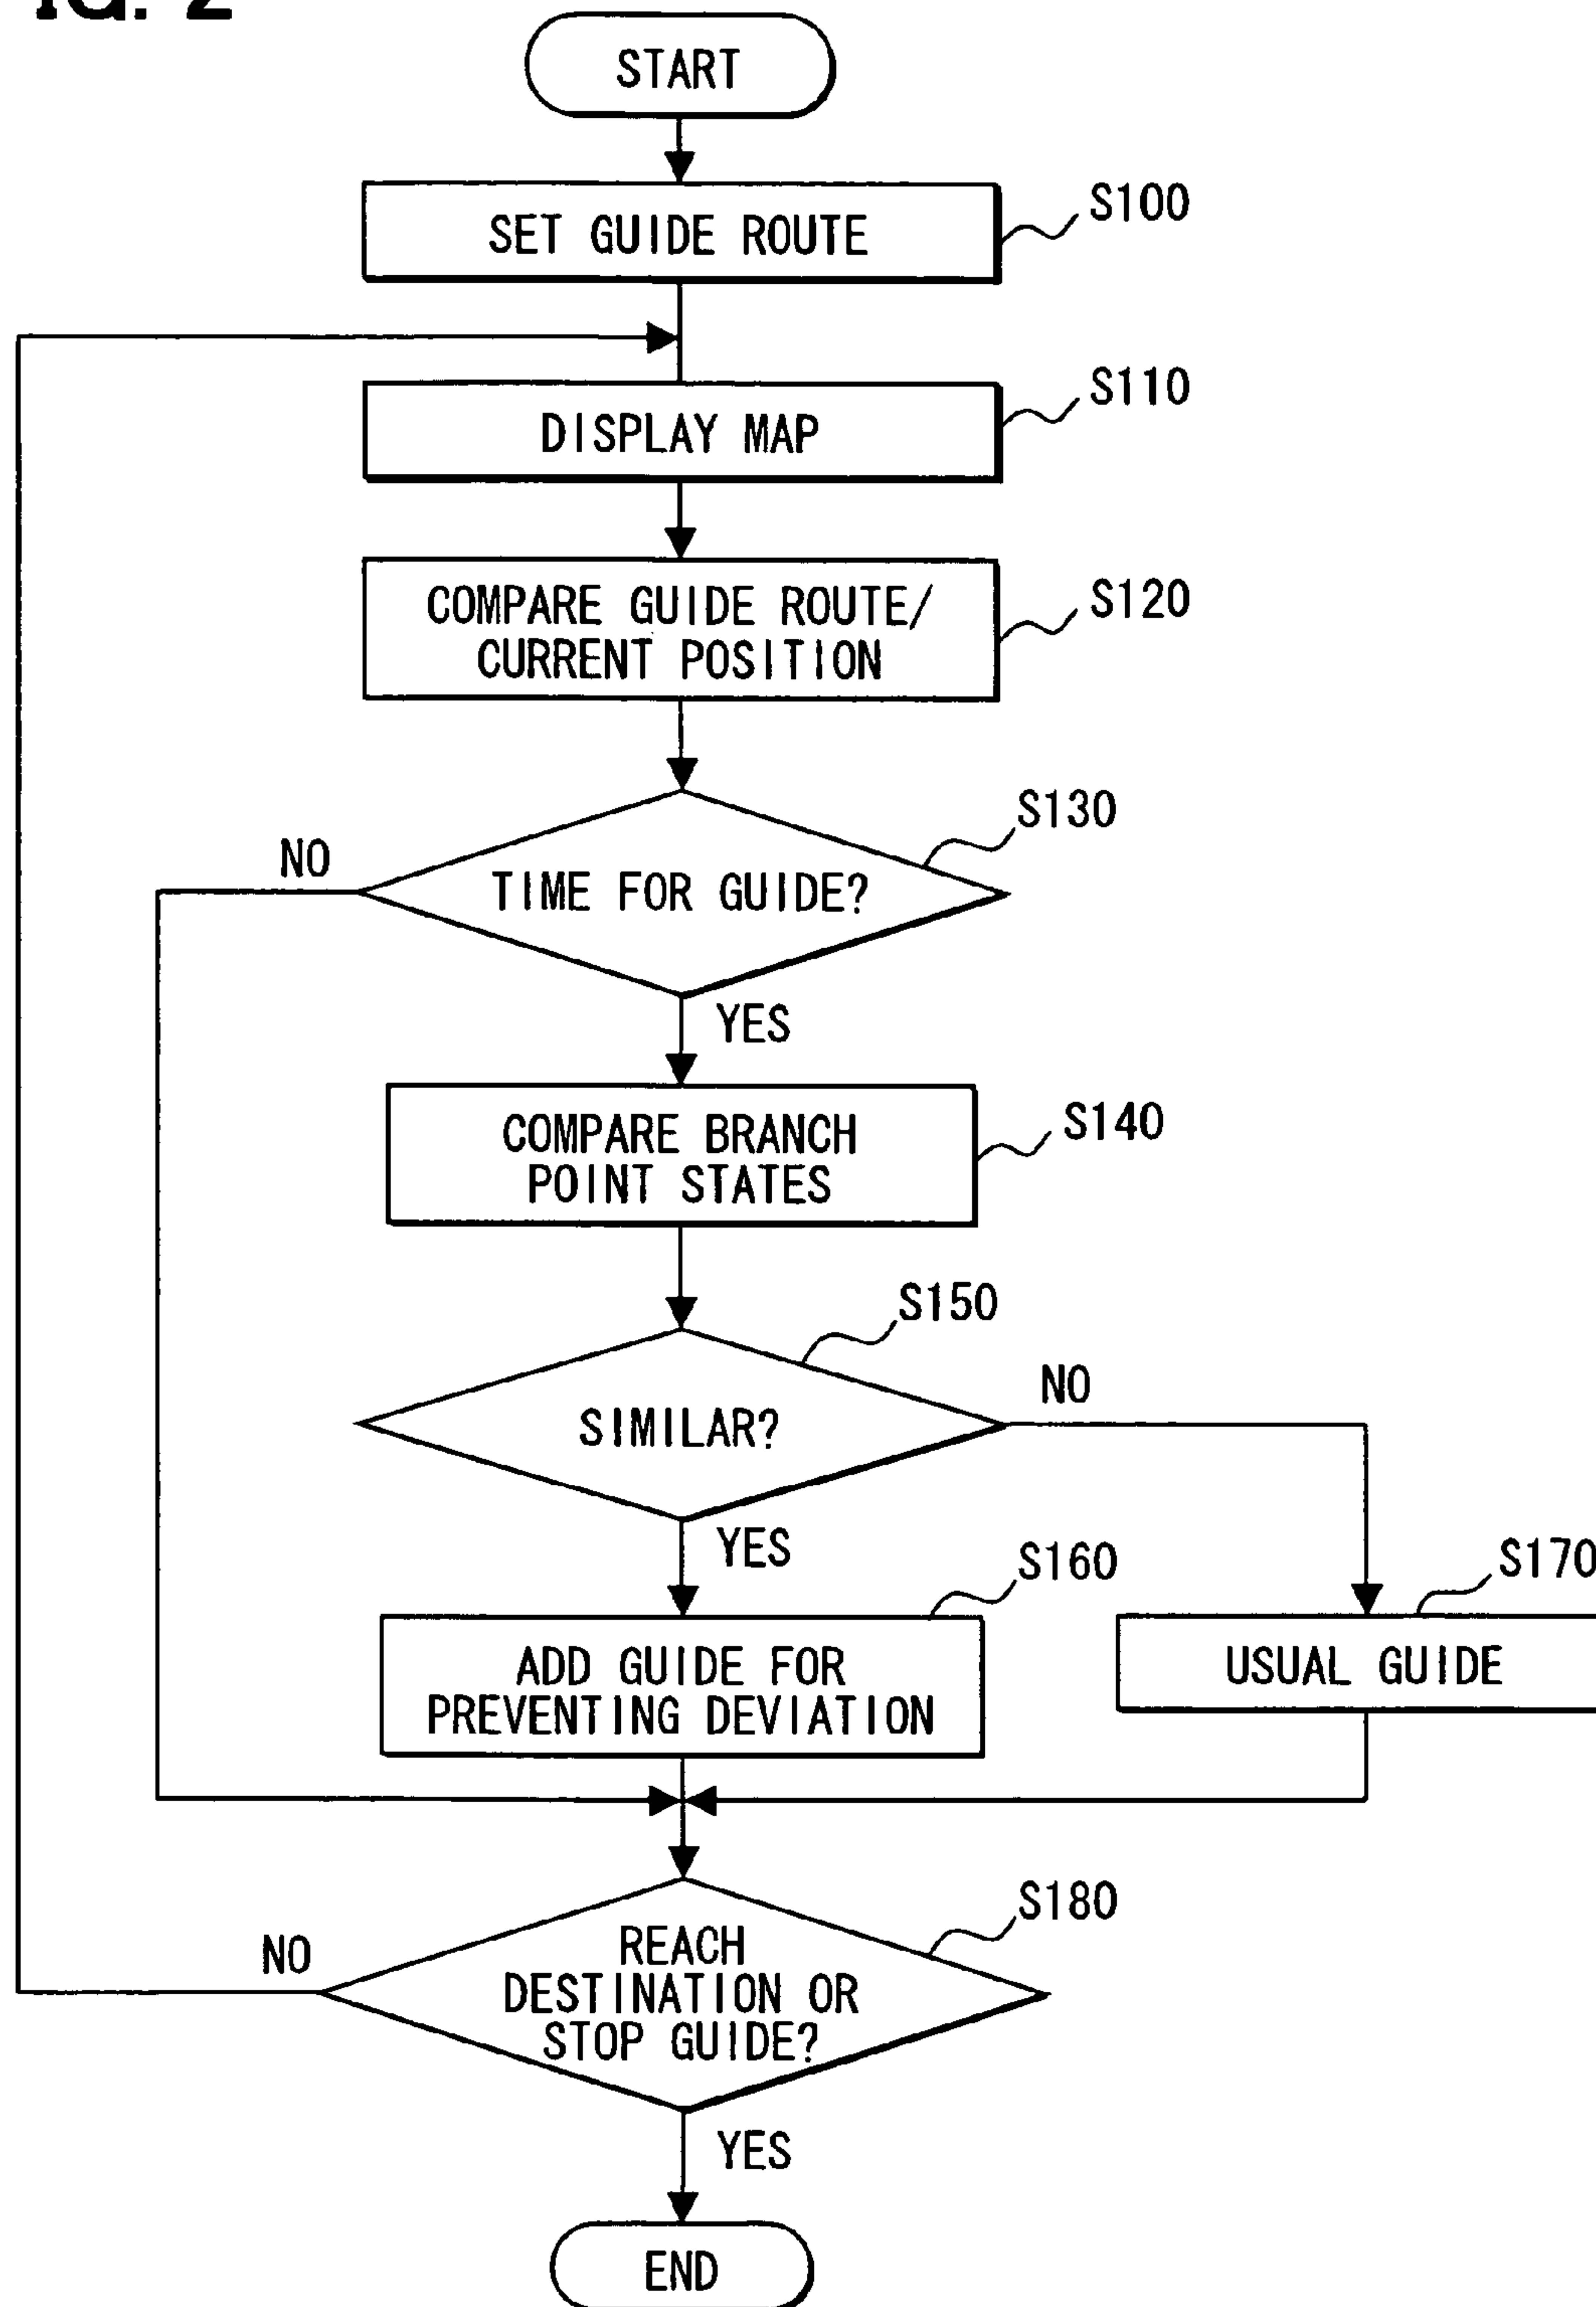 IG. 2
START
SET GUIDE ROUTE
S100
DISPLAY MAP
S110
COMPARE GUIDE ROUTE/
CURRENT POSITION
S120
S130
NO
TIME FOR GUIDE?
YES
COMPARE BRANCH
POINT STATES
S140
S150
NO
SIMILAR?
YES
S160
S170
ADD GUIDE FOR
PREVENTING DEVIATION
USUAL GUIDE
S180
NO
REACH
DESTINATION OR
STOP GUIDE?
YES
END